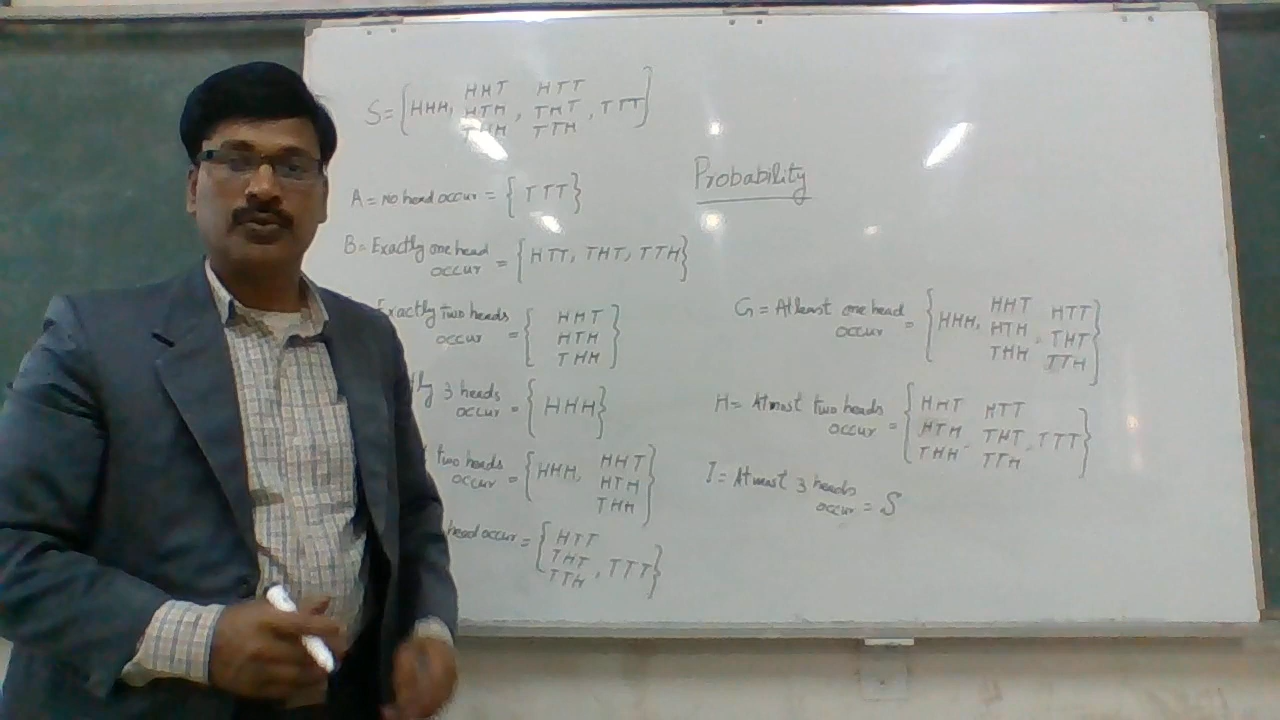 HHT HTT
S = { HHH, HTH , THT , TTT }
THH TTH
Probability
A = no head occur = { TTT }
B = Exactly one head
occur = { HTT, THT, TTH }
Exactly two heads HHT
occur = { HTH }
THH
ly 3 heads
occur = { HHH }
two heads HHT
occur = { HHH, HTH }
THH
head occur = { HTT
THT , TTT }
TTH
G = Atleast one head HHT HTT
occur = { HHH, HTH , THT }
THH TTH
H = Atmost two heads HHT HTT
occur = { HTH , THT , TTT }
THH TTH
I = Atmost 3 heads
occur = S